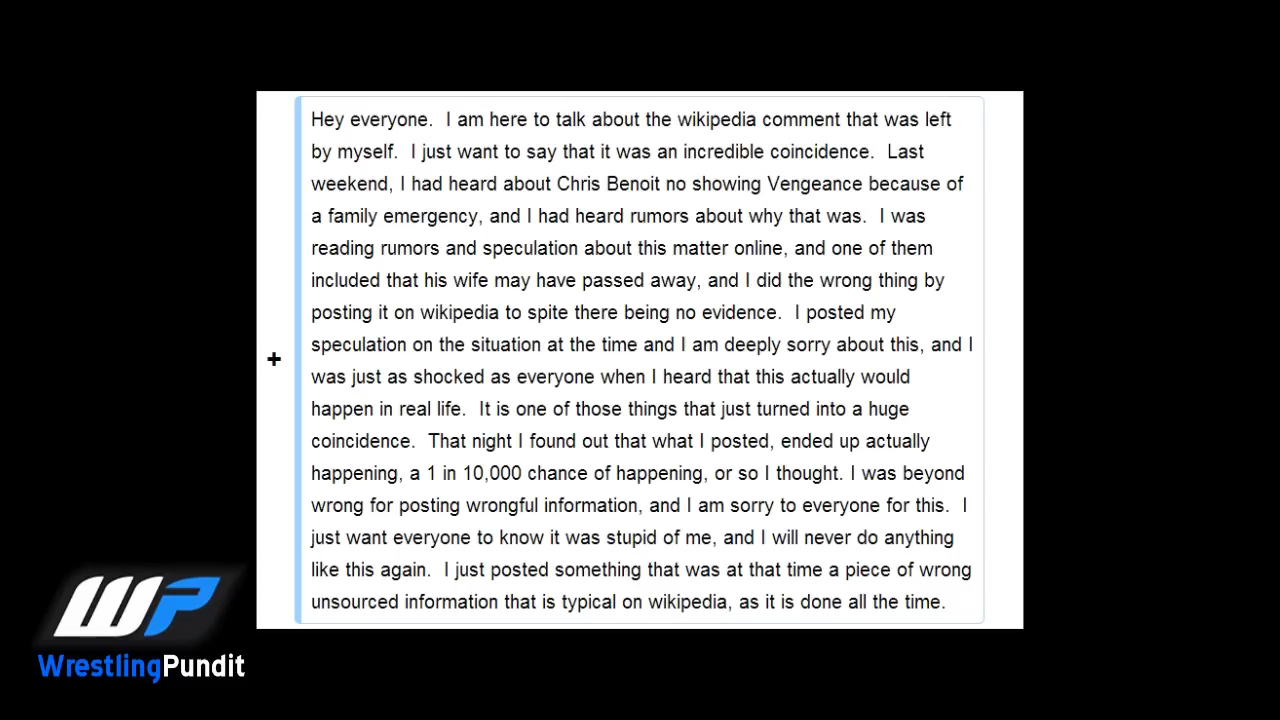 Hey everyone.  I am here to talk about the wikipedia comment that was left
by myself.  I just want to say that it was an incredible coincidence.  Last
weekend, I had heard about Chris Benoit no showing Vengeance because of
a family emergency, and I had heard rumors about why that was.  I was
reading rumors and speculation about this matter online, and one of them
included that his wife may have passed away, and I did the wrong thing by
posting it on wikipedia to spite there being no evidence.  I posted my
speculation on the situation at the time and I am deeply sorry about this, and I
+
was just as shocked as everyone when I heard that this actually would
happen in real life.  It is one of those things that just turned into a huge
coincidence.  That night I found out that what I posted, ended up actually
happening, a 1 in 10,000 chance of happening, or so I thought. I was beyond
wrong for posting wrongful information, and I am sorry to everyone for this.  I
just want everyone to know it was stupid of me, and I will never do anything
like this again.  I just posted something that was at that time a piece of wrong
unsourced information that is typical on wikipedia, as it is done all the time.
WP
WrestlingPundit